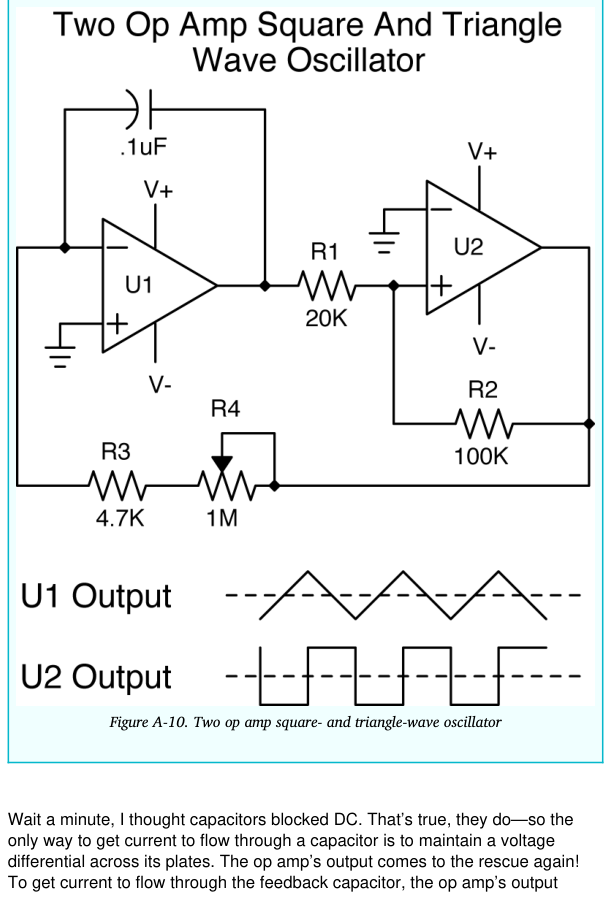 Two Op Amp Square And Triangle
Wave Oscillator
.1uF
V+
V+
U1
R1
U2
20K
V-
V-
R4
R2
R3
100K
4.7K
1M
U1 Output
U2 Output
Figure A-10. Two op amp square- and triangle-wave oscillator
Wait a minute, I thought capacitors blocked DC. That’s true, they do—so the
only way to get current to flow through a capacitor is to maintain a voltage
differential across its plates. The op amp’s output comes to the rescue again!
To get current to flow through the feedback capacitor, the op amp’s output